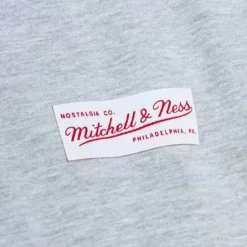 NOSTALGIA CO.
Mitchell & Ness
PHILADELPHIA, PA.